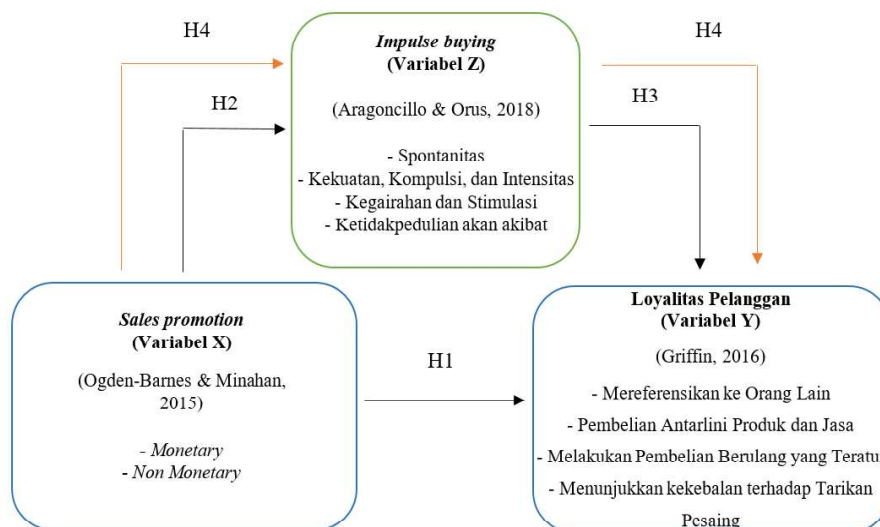 H4
Impulse buying
(Variabel Z)
(Aragoncillo & Orus, 2018)
- Spontanitas
- Kekuatan, Kompulsi, dan Intensitas
- Kegairahan dan Stimulasi
- Ketidakpedulian akan akibat
H4
H2
H3
Sales promotion
(Variabel X)
(Ogden-Barnes & Minahan,
2015)
- Monetary
- Non Monetary
H1
Loyalitas Pelanggan
(Variabel Y)
(Griffin, 2016)
- Mereferensikan ke Orang Lain
- Pembelian Antarlini Produk dan Jasa
- Melakukan Pembelian Berulang yang Teratu
- Menunjukkan kekebalan terhadap Tarikan
Pesaing